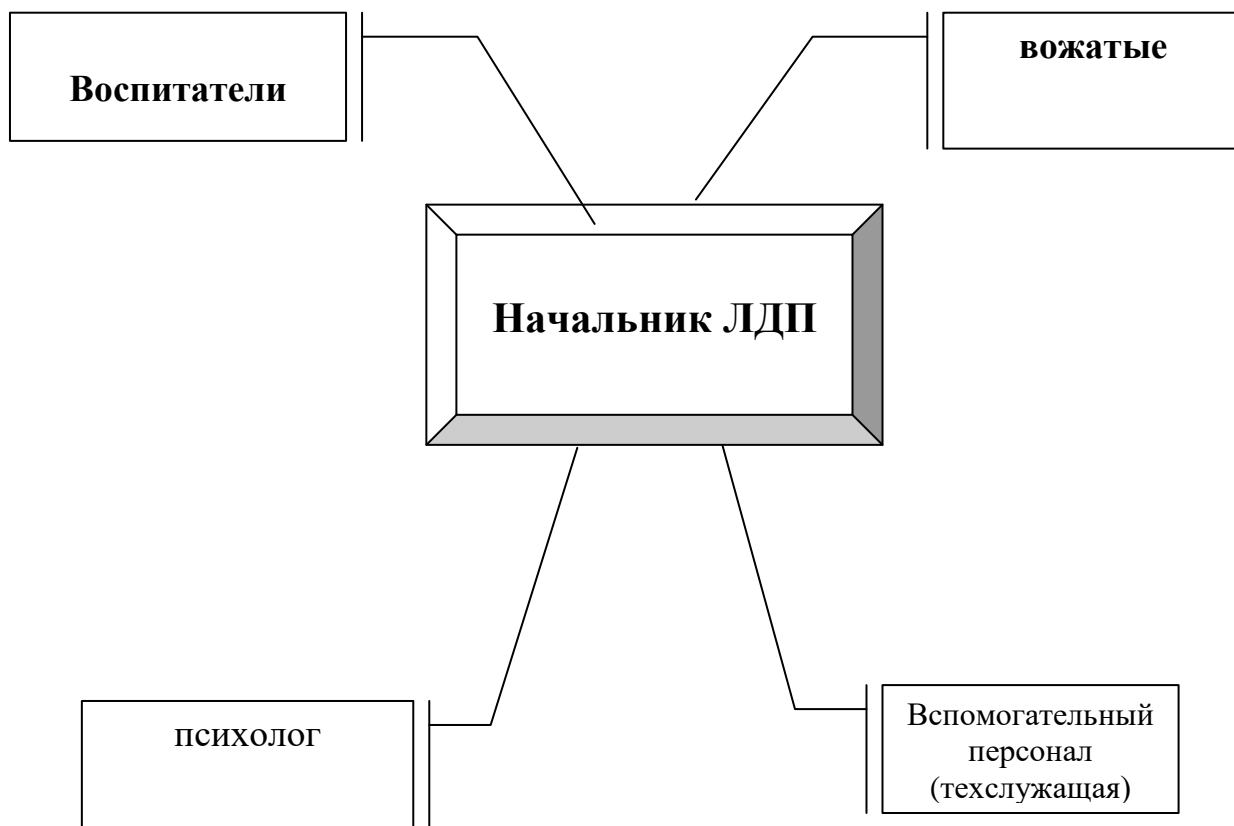 Воспитатели
вожатые
Начальник ЛДП
психолог
Вспомогательный
персонал
(техслужащая)